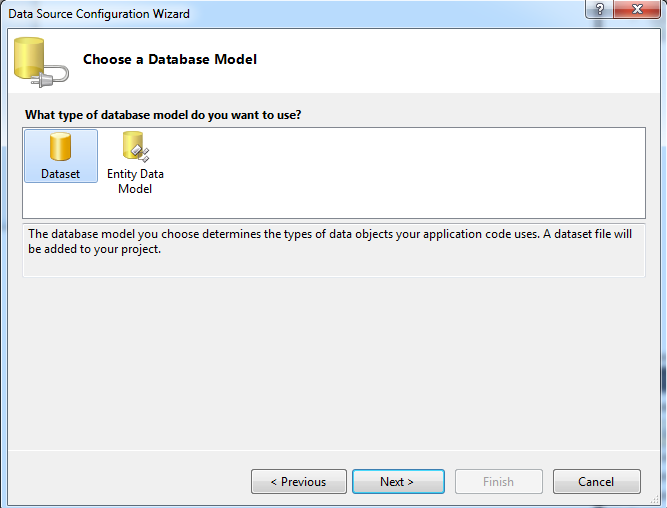 Data Source Configuration Wizard
?
Choose a Database Model
What type of database model do you want to use?
Dataset
Entity Data
Model
The database model you choose determines the types of data objects your application code uses. A dataset file will
be added to your project.
< Previous
Next >
Finish
Cancel